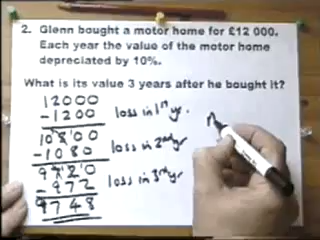 2. Glenn bought a motor home for £12 000.
Each year the value of the motor home
depreciated by 10%.
What is its value 3 years after he bought it?
12000
- 1200 loss in 1st yr.
10800
- 1080 loss in 2nd yr
9720
- 972 loss in 3rd yr
8748